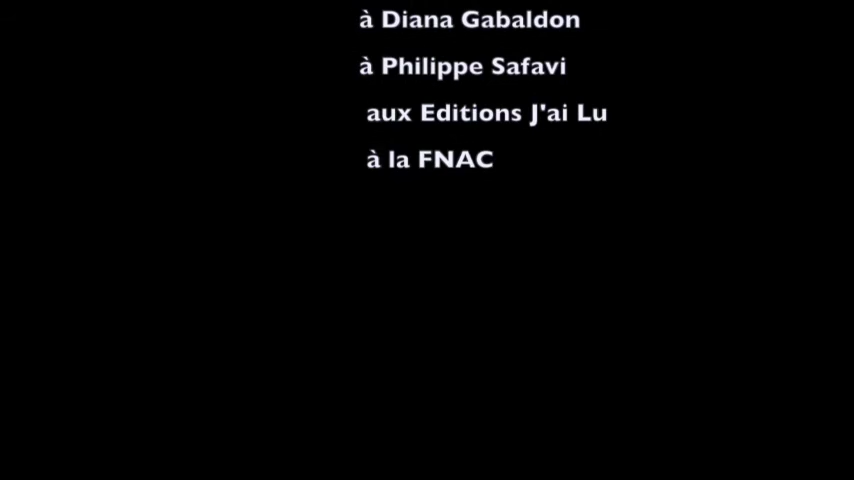 à Diana Gabaldon
à Philippe Safavi
aux Editions J'ai Lu
à la FNAC